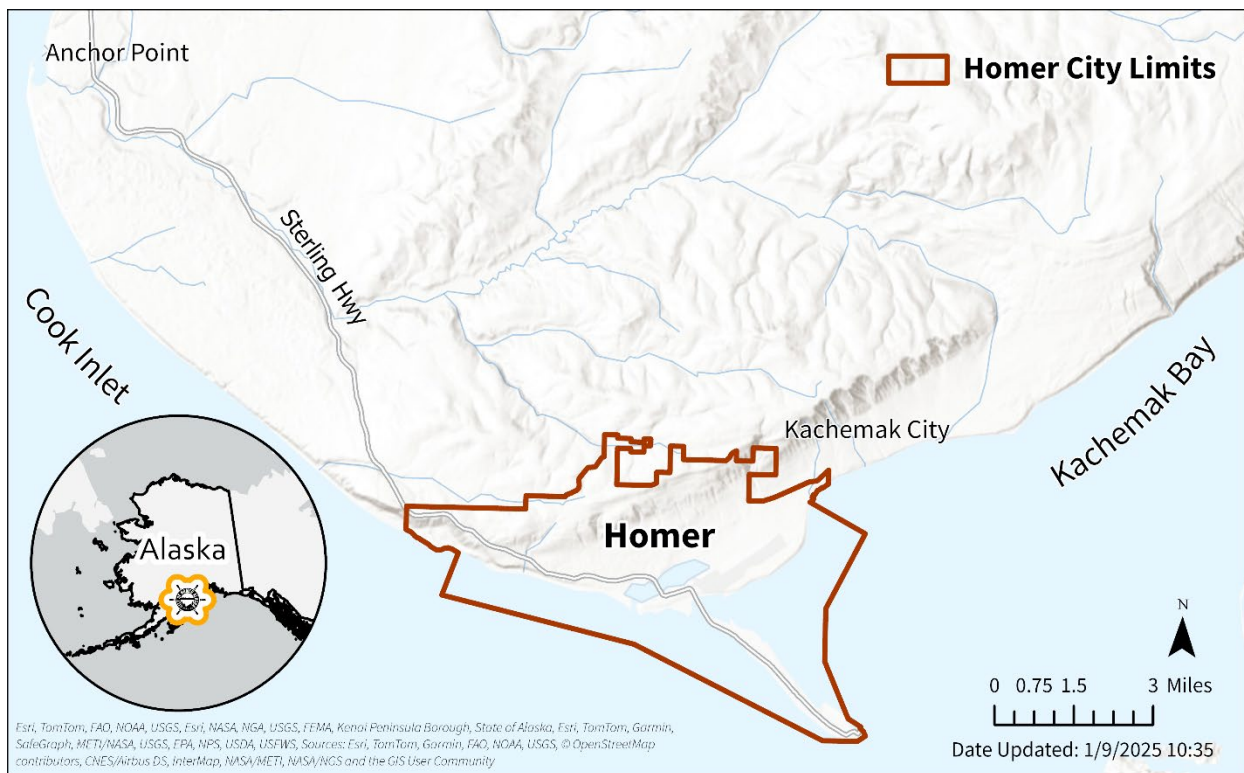 Anchor Point
Homer City Limits
Sterling Hwy
Cook Inlet
Kachemak Bay
Kachemak City
Homer
Alaska
N
0 0.75 1.5 3 Miles
Date Updated: 1/9/2025 10:35
Esri, TomTom, FAO, NOAA, USGS, Esri, NASA, NGA, USGS, FEMA, Kenai Peninsula Borough, State of Alaska, Esri, TomTom, Garmin,
SafeGraph, METI/NASA, USGS, EPA, NPS, USDA, USFWS, Sources: Esri, TomTom, Garmin, FAO, NOAA, USGS, © OpenStreetMap
contributors, CNES/Airbus DS, InterMap, NASA/METI, NASA/NGS and the GIS User Community